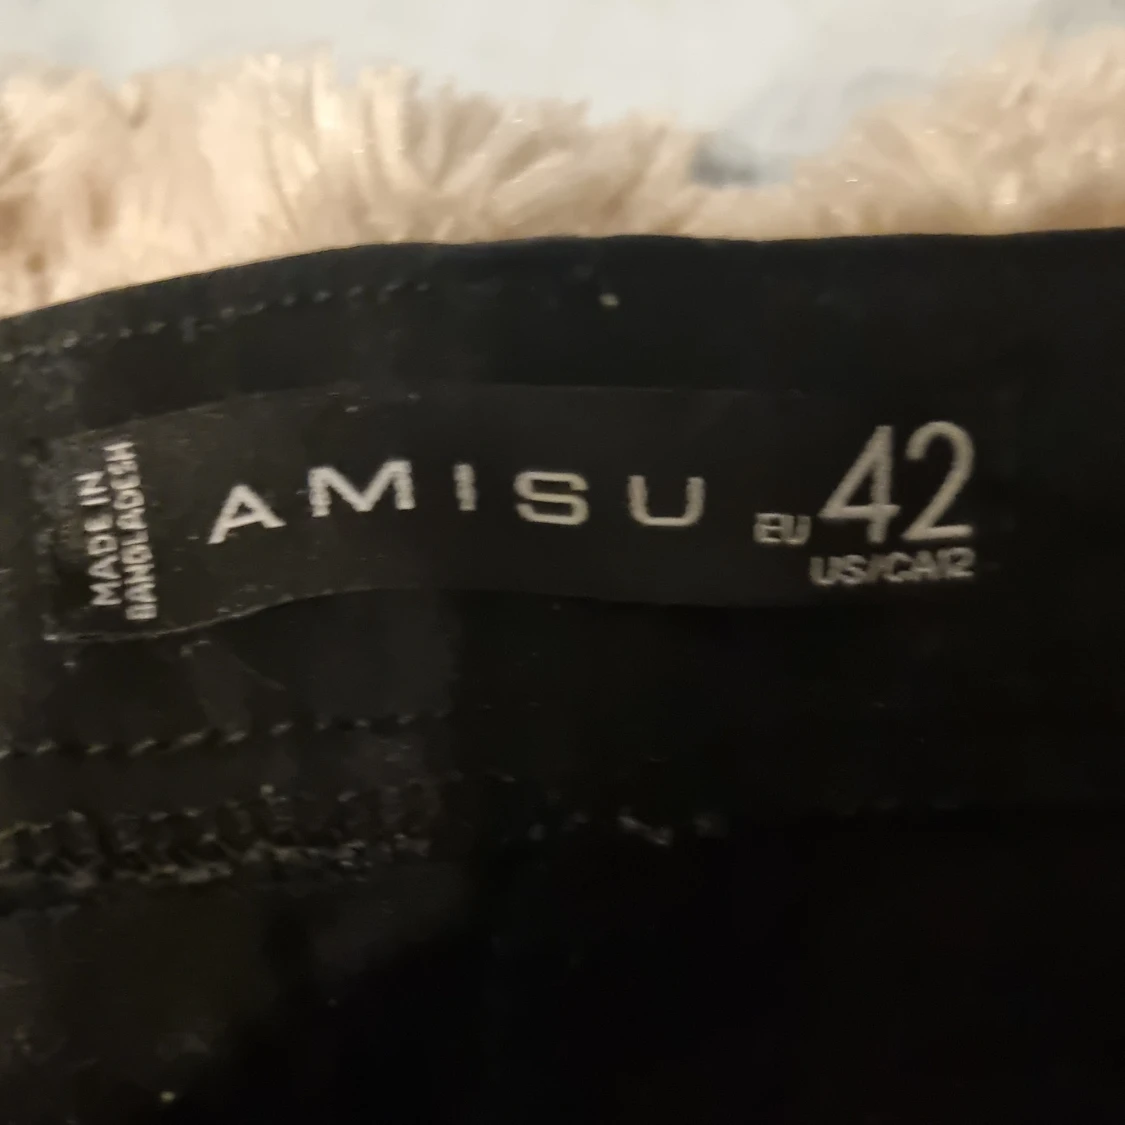 MADE IN
BANGLADESH
AMISU
EU 42
US/CA12